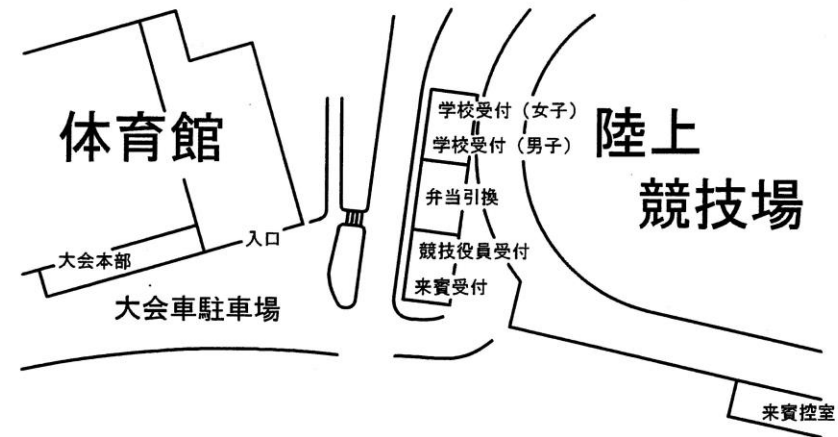 体育館
入口
大会本部
大会車駐車場
学校受付(女子)
学校受付(男子)
弁当引換
競技役員受付
来賓受付
陸上
競技場
来賓控室